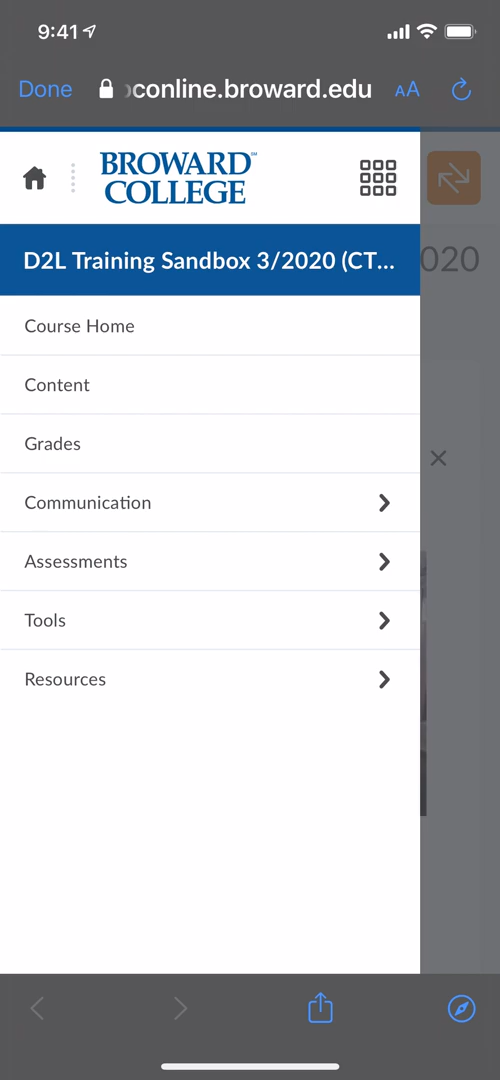 9:41
Done
conline.broward.edu
AA
BROWARD
COLLEGE
D2L Training Sandbox 3/2020 (CT...
020
Course Home
Content
Grades
Communication
Assessments
Tools
Resources